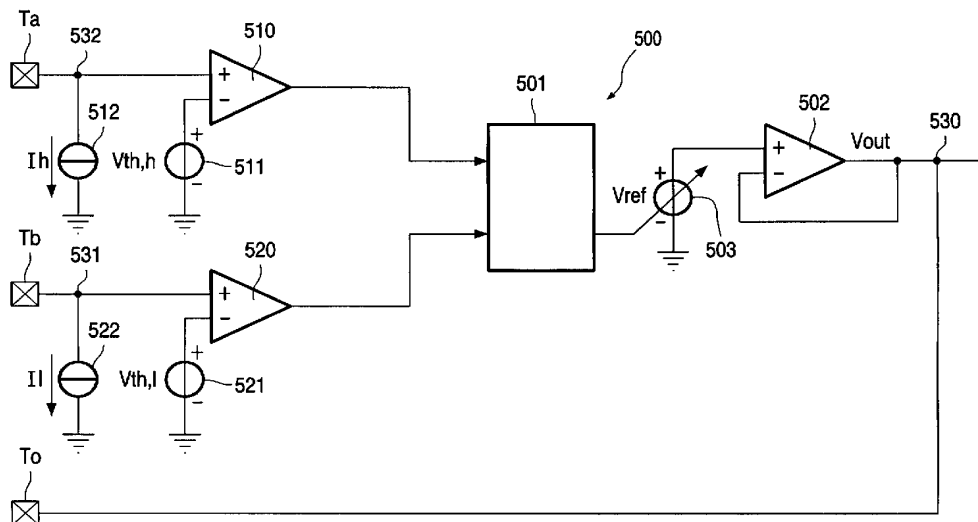 Ta
532
510
+
−
512
Ih
Vth,h
+
−
511
500
501
502
+
−
Vout
530
Vref
+
−
503
Tb
531
520
+
−
522
Il
Vth,l
+
−
521
To